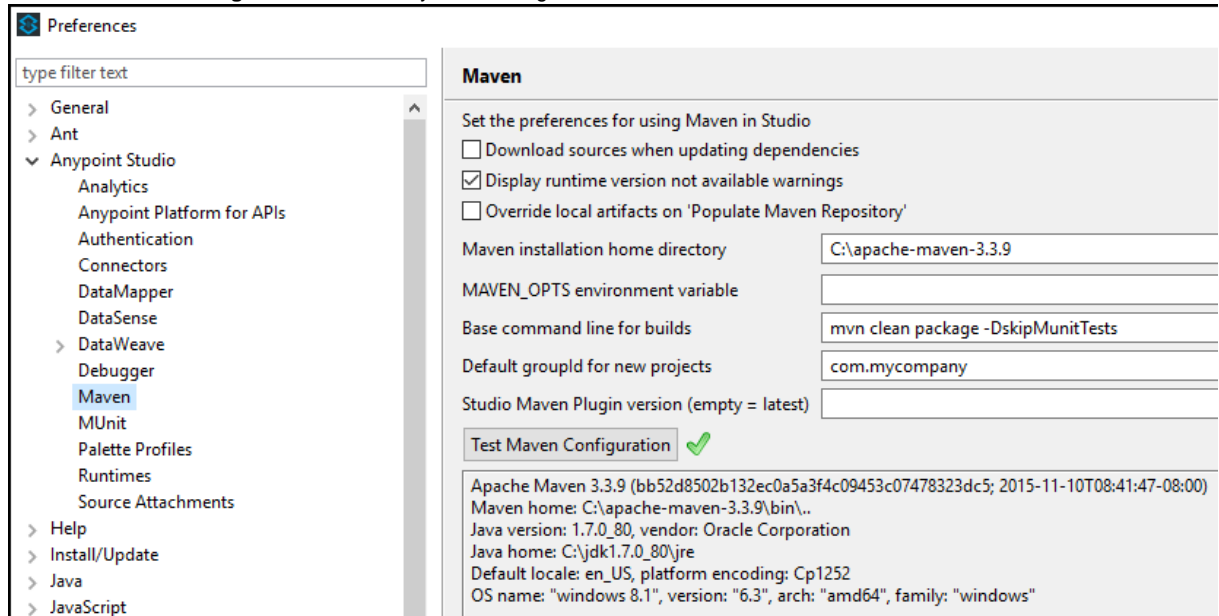 Preferences
type filter text
General
Ant
Anypoint Studio
Analytics
Anypoint Platform for APIs
Authentication
Connectors
DataMapper
DataSense
DataWeave
Debugger
Maven
MUnit
Palette Profiles
Runtimes
Source Attachments
Help
Install/Update
Java
JavaScript
Maven
Set the preferences for using Maven in Studio
Download sources when updating dependencies
Display runtime version not available warnings
Override local artifacts on 'Populate Maven Repository'
Maven installation home directory C:\apache-maven-3.3.9
MAVEN_OPTS environment variable
Base command line for builds mvn clean package -DskipMunitTests
Default groupId for new projects com.mycompany
Studio Maven Plugin version (empty = latest)
Test Maven Configuration
Apache Maven 3.3.9 (bb52d8502b132ec0a5a3f4c09453c07478323dc5; 2015-11-10T08:41:47-08:00)
Maven home: C:\apache-maven-3.3.9\bin\..
Java version: 1.7.0_80, vendor: Oracle Corporation
Java home: C:\jdk1.7.0_80\jre
Default locale: en_US, platform encoding: Cp1252
OS name: "windows 8.1", version: "6.3", arch: "amd64", family: "windows"